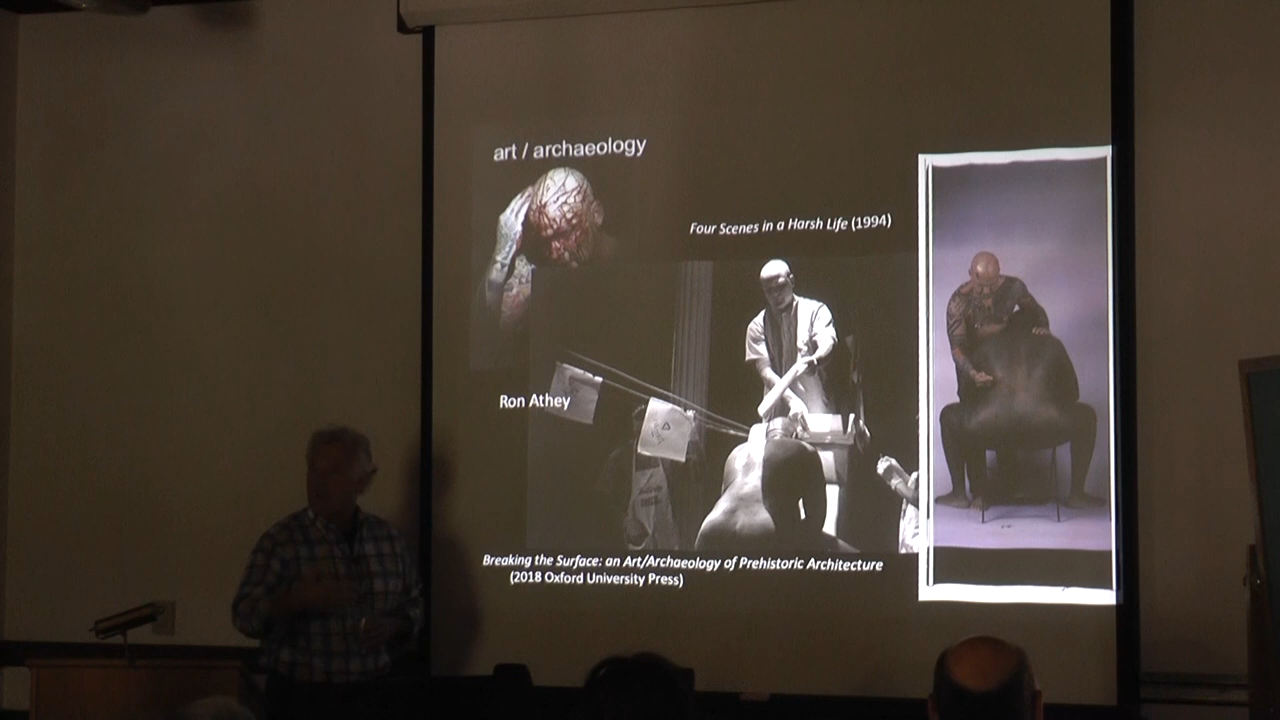 art / archaeology
Four Scenes in a Harsh Life (1994)
Ron Athey
Breaking the Surface: an Art/Archaeology of Prehistoric Architecture
(2018 Oxford University Press)